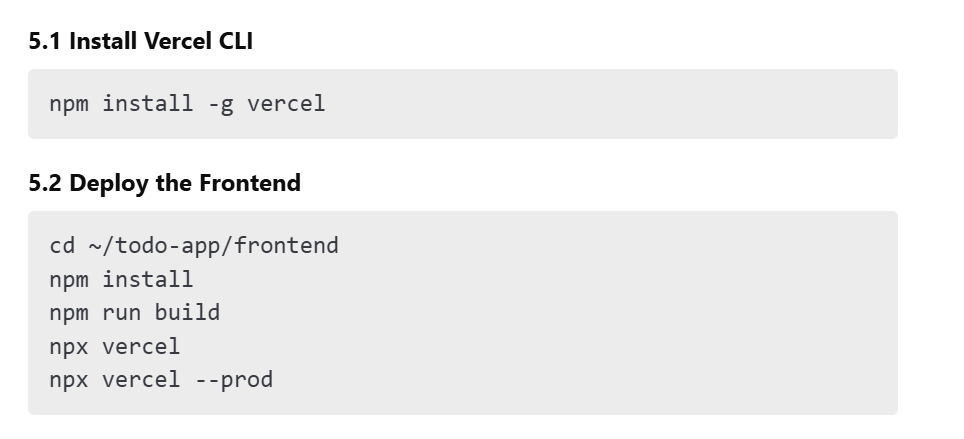 5.1 Install Vercel CLI
npm install -g vercel
5.2 Deploy the Frontend
cd ~/todo-app/frontend
npm install
npm run build
npx vercel
npx vercel --prod